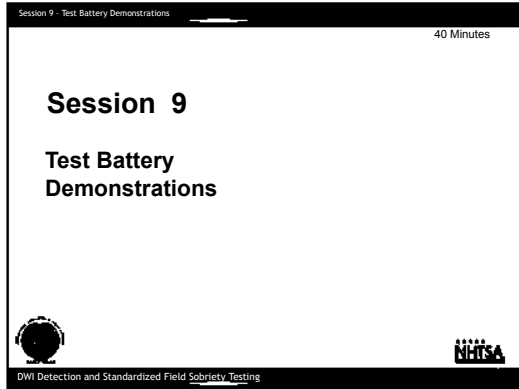 Session 9 - Test Battery Demonstrations
40 Minutes
Session 9
Test Battery
Demonstrations
NHTSA
DWI Detection and Standardized Field Sobriety Testing